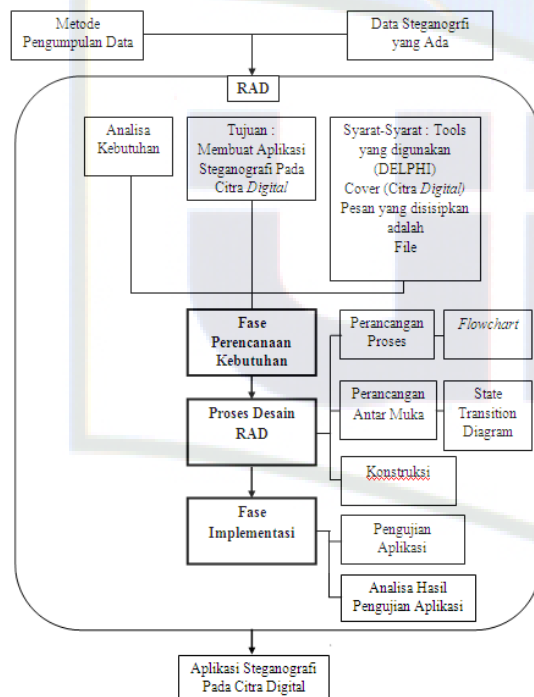 Metode
Pengumpulan Data
Data Steganogrfi
yang Ada
RAD
Analisa
Kebutuhan
Tujuan :
Membuat Aplikasi
Steganografi Pada
Citra Digital
Syarat-Syarat : Tools
yang digunakan
(DELPHI)
Cover (Citra Digital)
Pesan yang disisipkan
adalah
File
Fase
Perencanaan
Kebutuhan
Perancangan
Proses
Flowchart
Proses Desain
RAD
Perancangan
Antar Muka
State
Transition
Diagram
Konstruksi
Fase
Implementasi
Pengujian
Aplikasi
Analisa Hasil
Pengujian Aplikasi
Aplikasi Steganografi
Pada Citra Digital